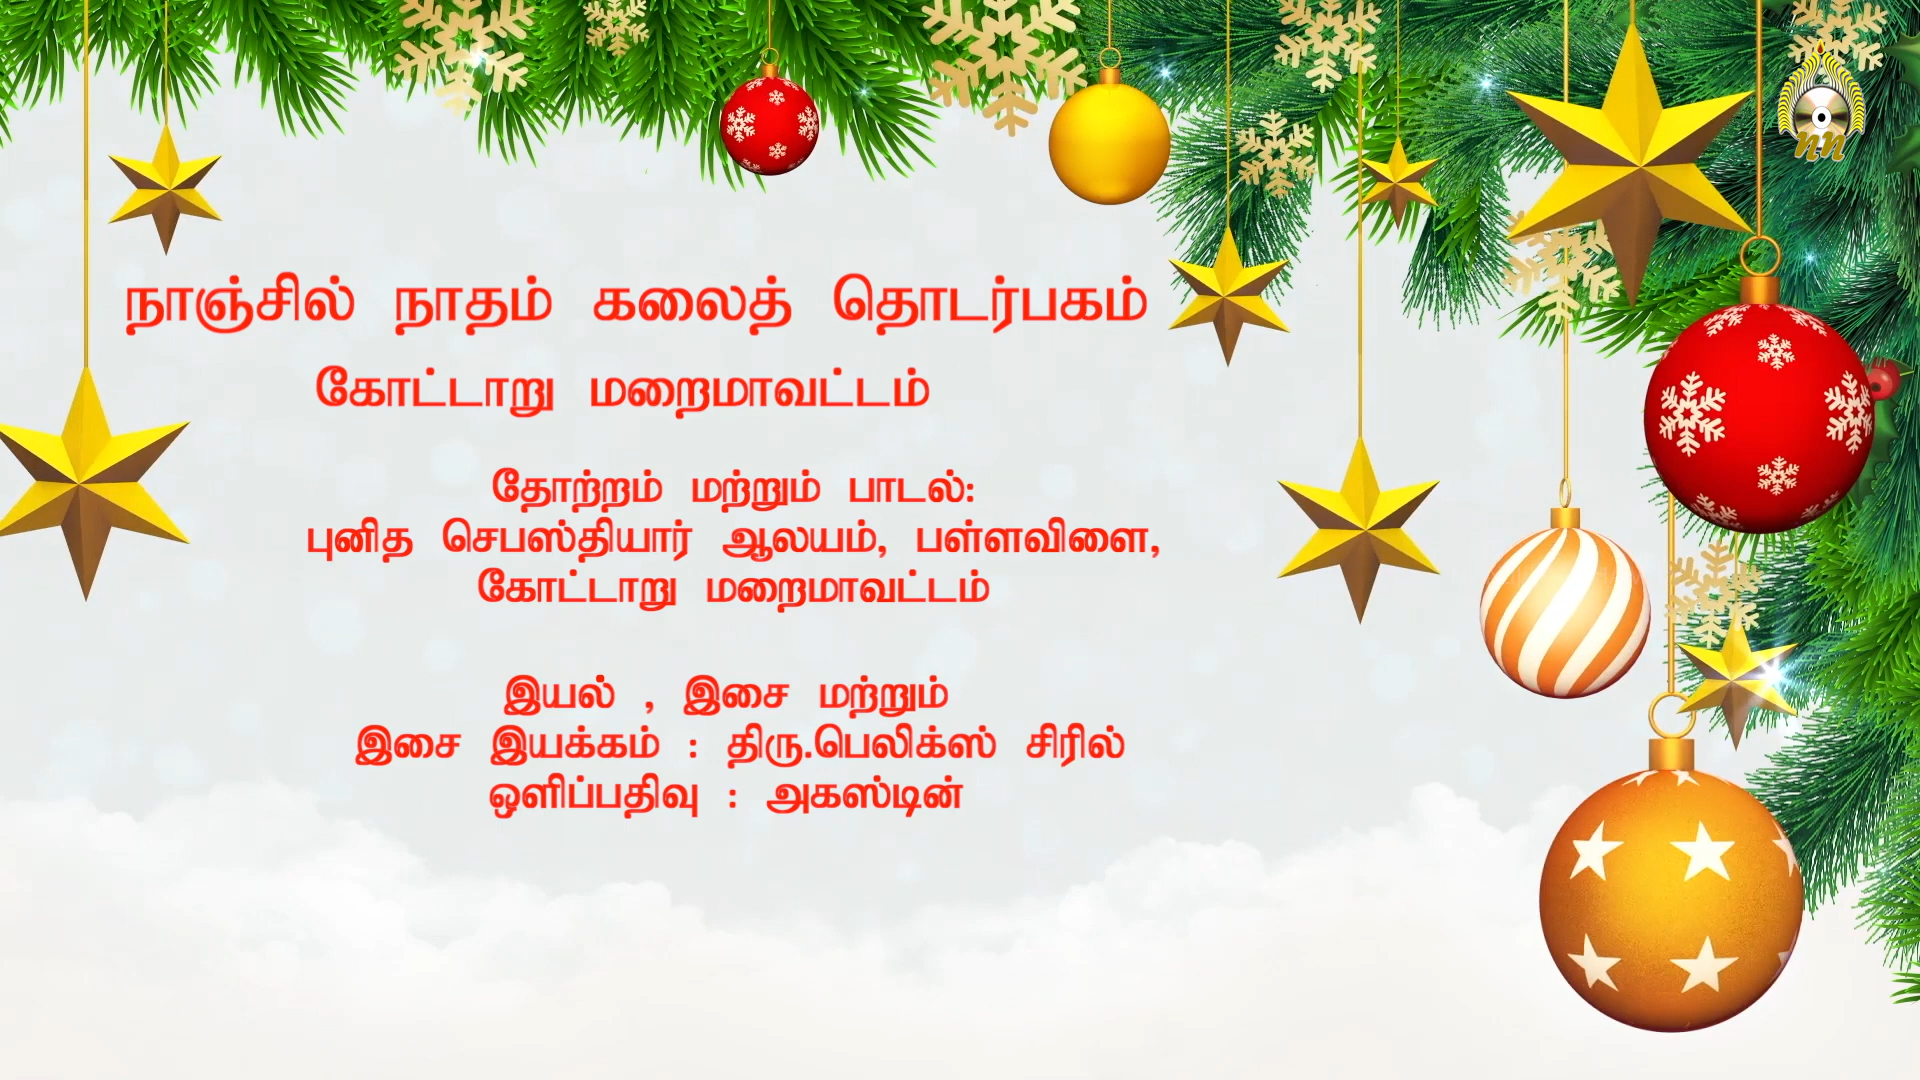 நாஞ்சில் நாதம் கலைத் தொடர்பகம்
கோட்டாறு மறைமாவட்டம்
தோற்றம் மற்றும் பாடல்:
புனித செபஸ்தியார் ஆலயம், பள்ளவிளை,
கோட்டாறு மறைமாவட்டம்
இயல் , இசை மற்றும்
இசை இயக்கம் : திரு.பெலிக்ஸ் சிரில்
ஒளிப்பதிவு : அகஸ்டின்
nn